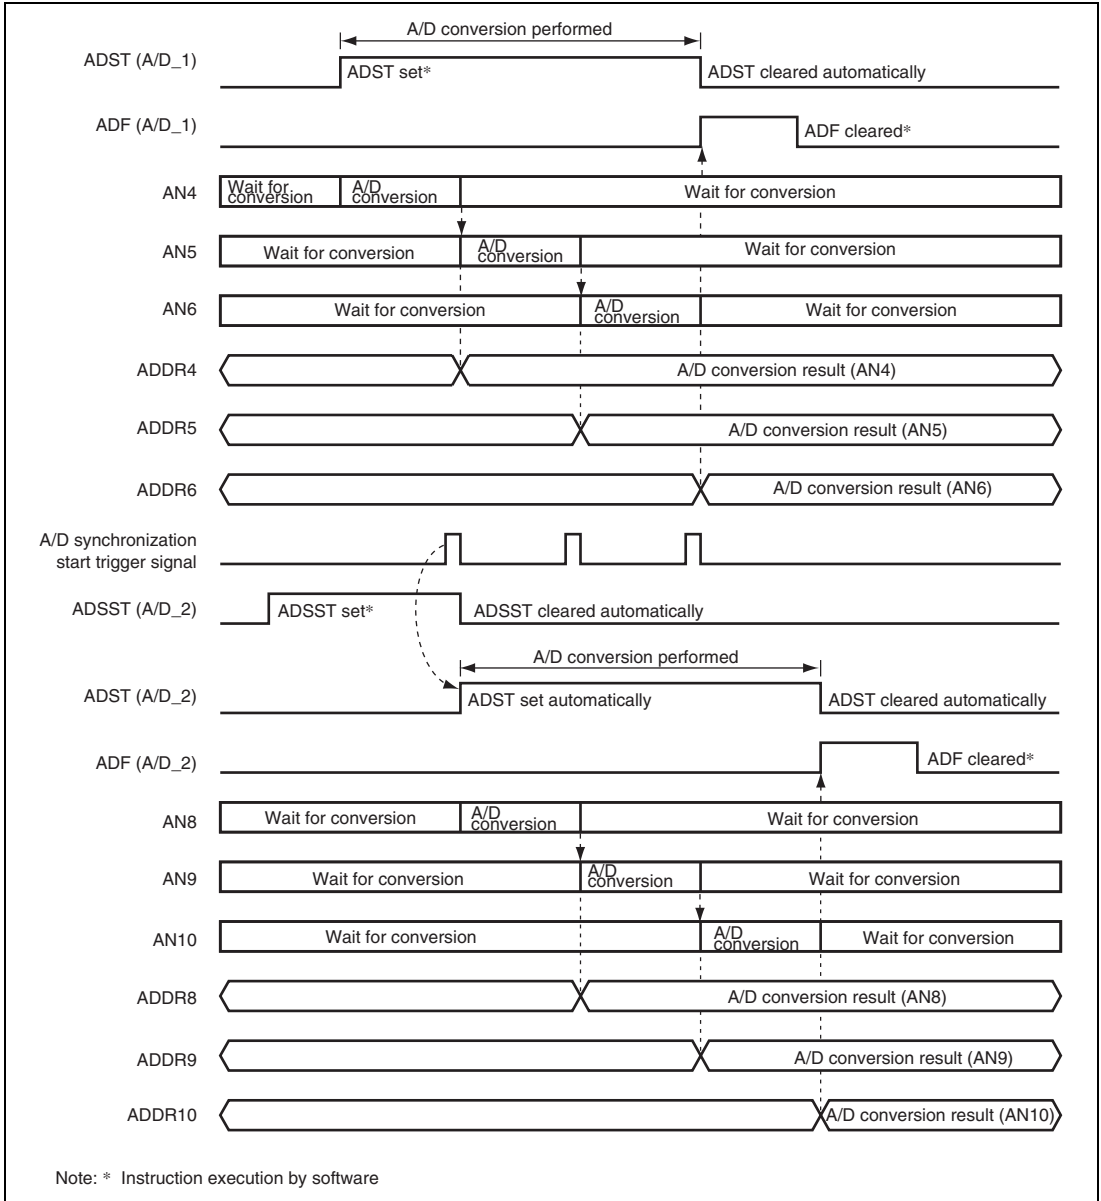 A/D conversion performed
ADST (A/D_1)
ADST set*
ADST cleared automatically
ADF (A/D_1)
ADF cleared*
AN4
Wait for
conversion
A/D
conversion
Wait for conversion
AN5
Wait for conversion
A/D
conversion
Wait for conversion
AN6
Wait for conversion
A/D
conversion
Wait for conversion
ADDR4
A/D conversion result (AN4)
ADDR5
A/D conversion result (AN5)
ADDR6
A/D conversion result (AN6)
A/D synchronization
start trigger signal
ADSST (A/D_2)
ADSST set*
ADSST cleared automatically
A/D conversion performed
ADST (A/D_2)
ADST set automatically
ADST cleared automatically
ADF (A/D_2)
ADF cleared*
AN8
Wait for conversion
A/D
conversion
Wait for conversion
AN9
Wait for conversion
A/D
conversion
Wait for conversion
AN10
Wait for conversion
A/D
conversion
Wait for conversion
ADDR8
A/D conversion result (AN8)
ADDR9
A/D conversion result (AN9)
ADDR10
A/D conversion result (AN10)
Note: * Instruction execution by software